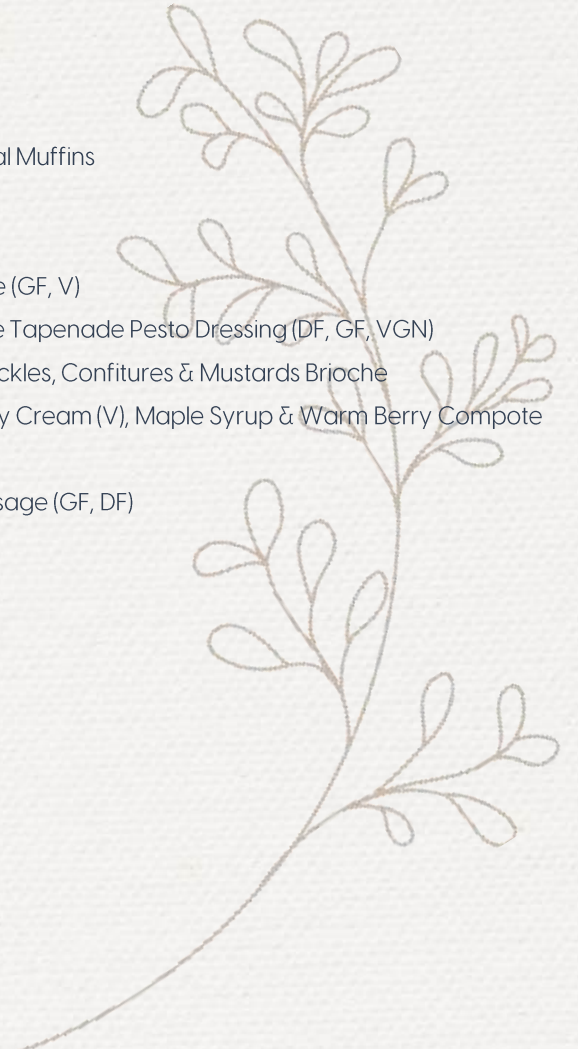 al Muffins
e (GF, V)
e Tapenade Pesto Dressing (DF, GF, VGN)
ckles, Confitures & Mustards Brioche
y Cream (V), Maple Syrup & Warm Berry Compote
sage (GF, DF)